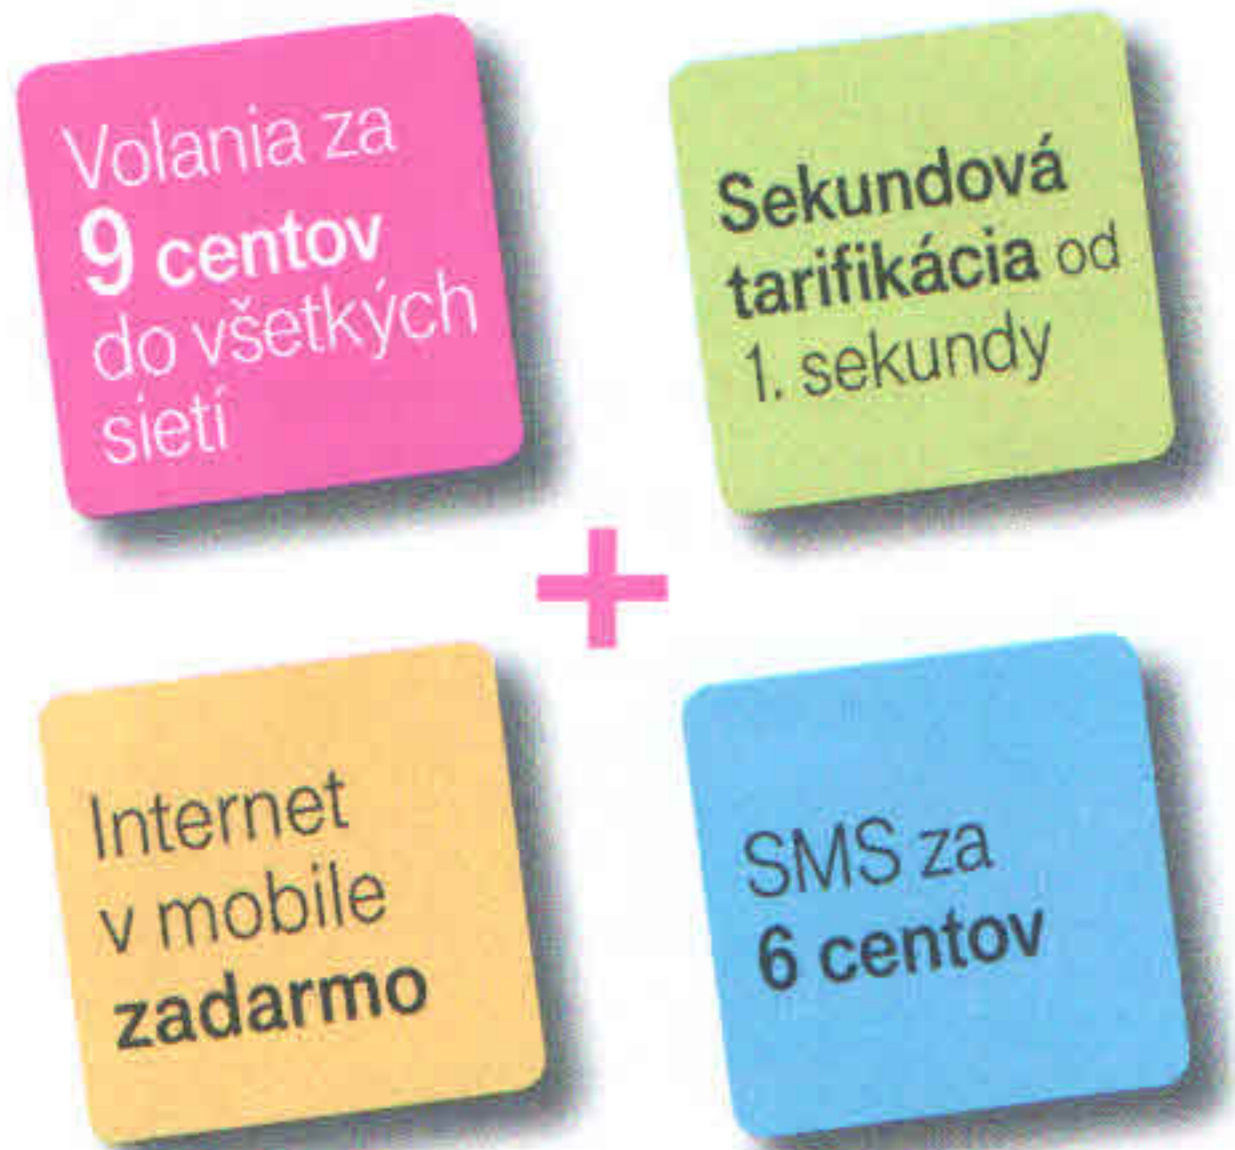 Volania za
9 centov
do všetkých
sietí
Sekundová
tarifikácia od
1. sekundy
+
Internet
v mobile
zadarmo
SMS za
6 centov